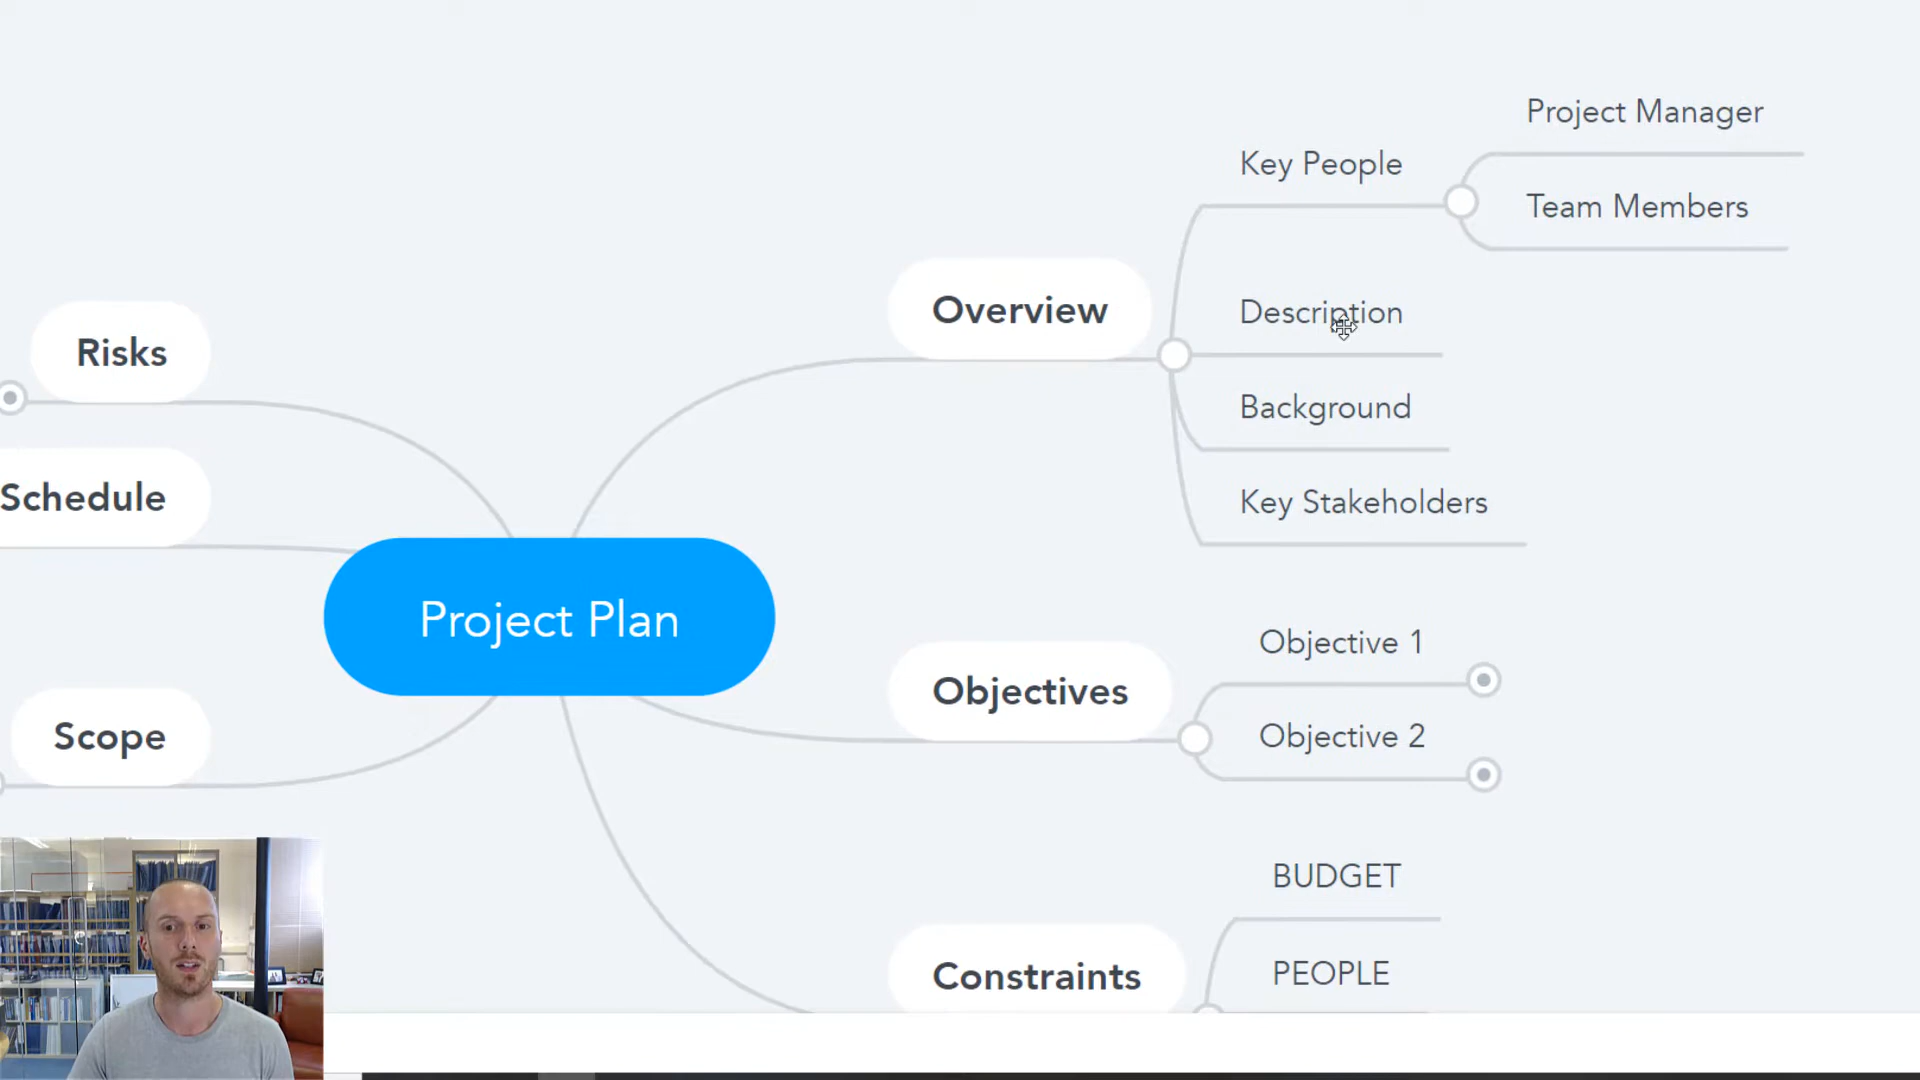 Project Manager
Key People
Team Members
Overview
Description
Risks
Background
Schedule
Key Stakeholders
Project Plan
Objective 1
Objectives
Objective 2
Scope
BUDGET
Constraints
PEOPLE